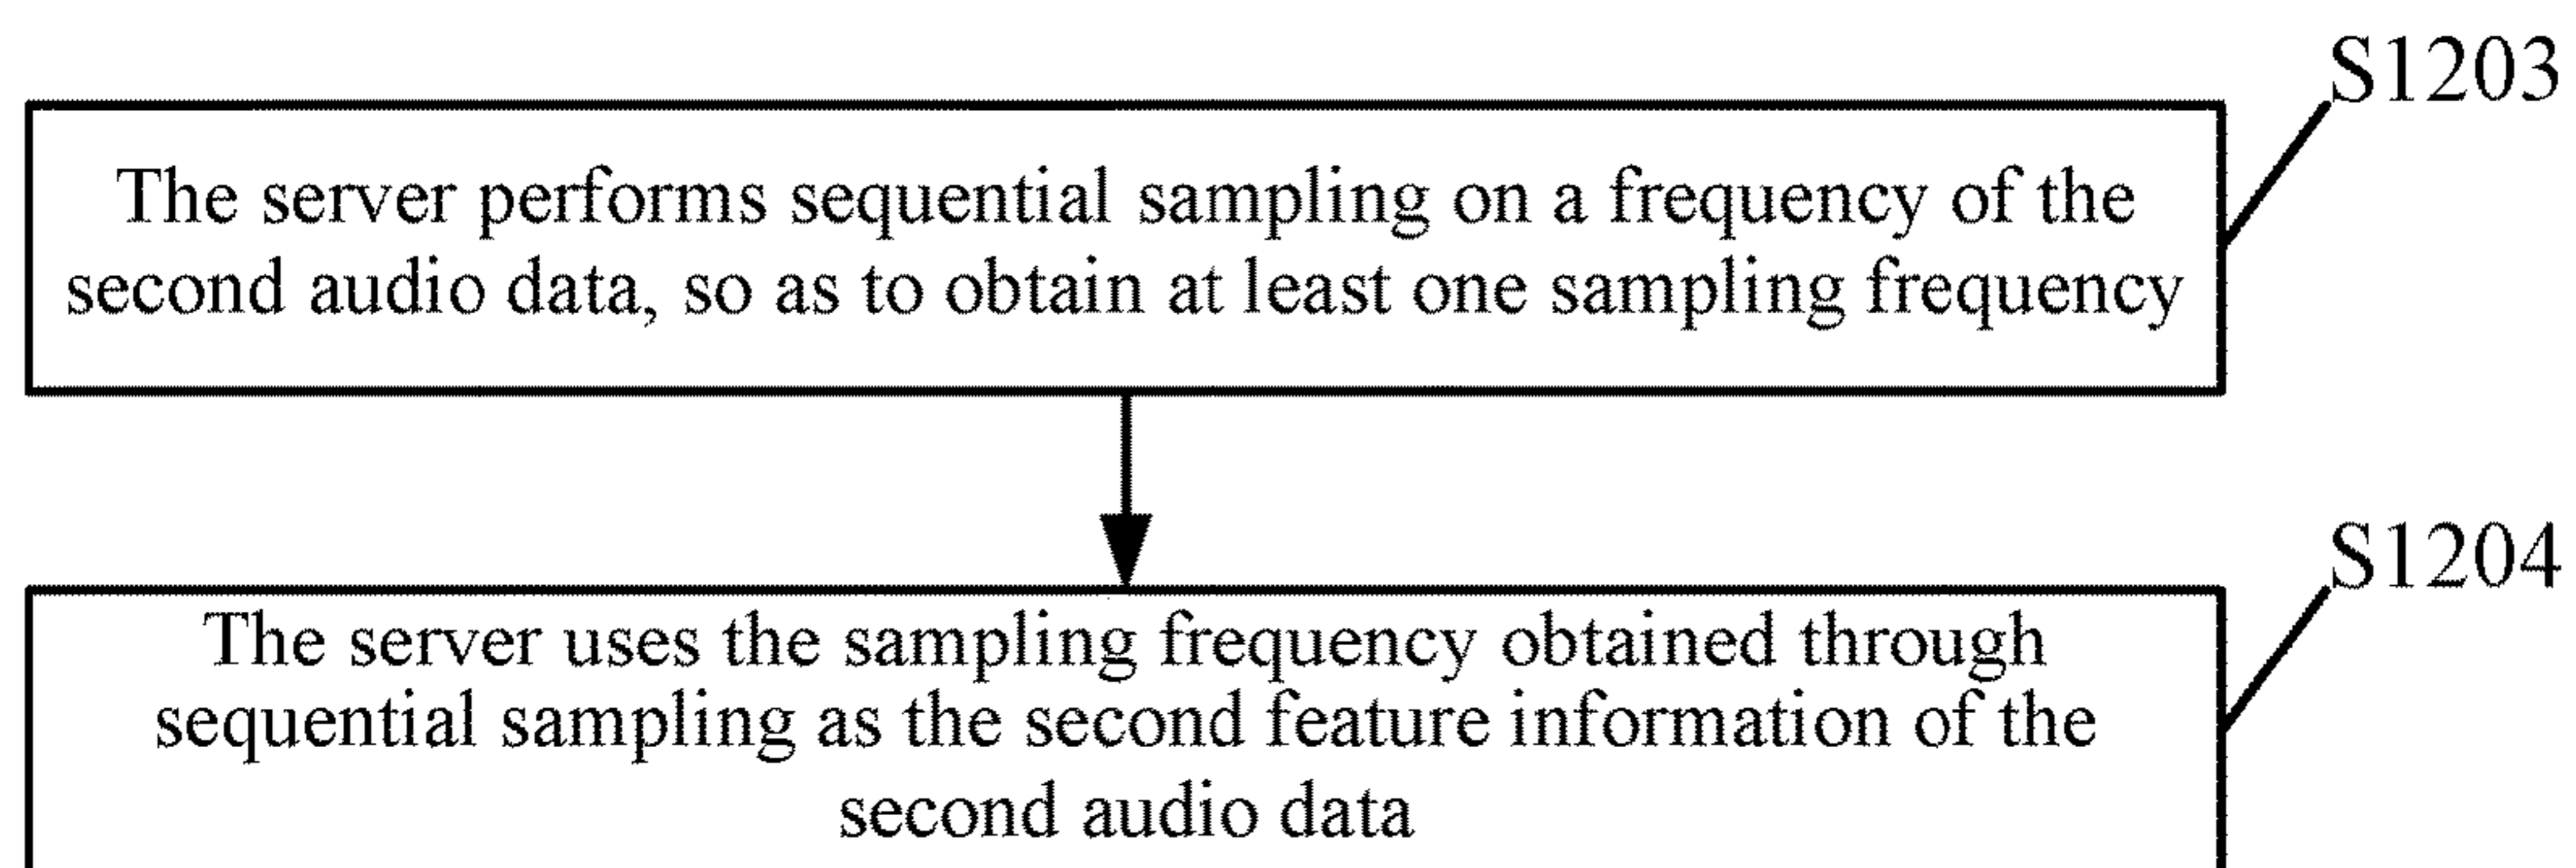 S1203
The server performs sequential sampling on a frequency of the
second audio data, so as to obtain at least one sampling frequency
S1204
The server uses the sampling frequency obtained through
sequential sampling as the second feature information of the
second audio data